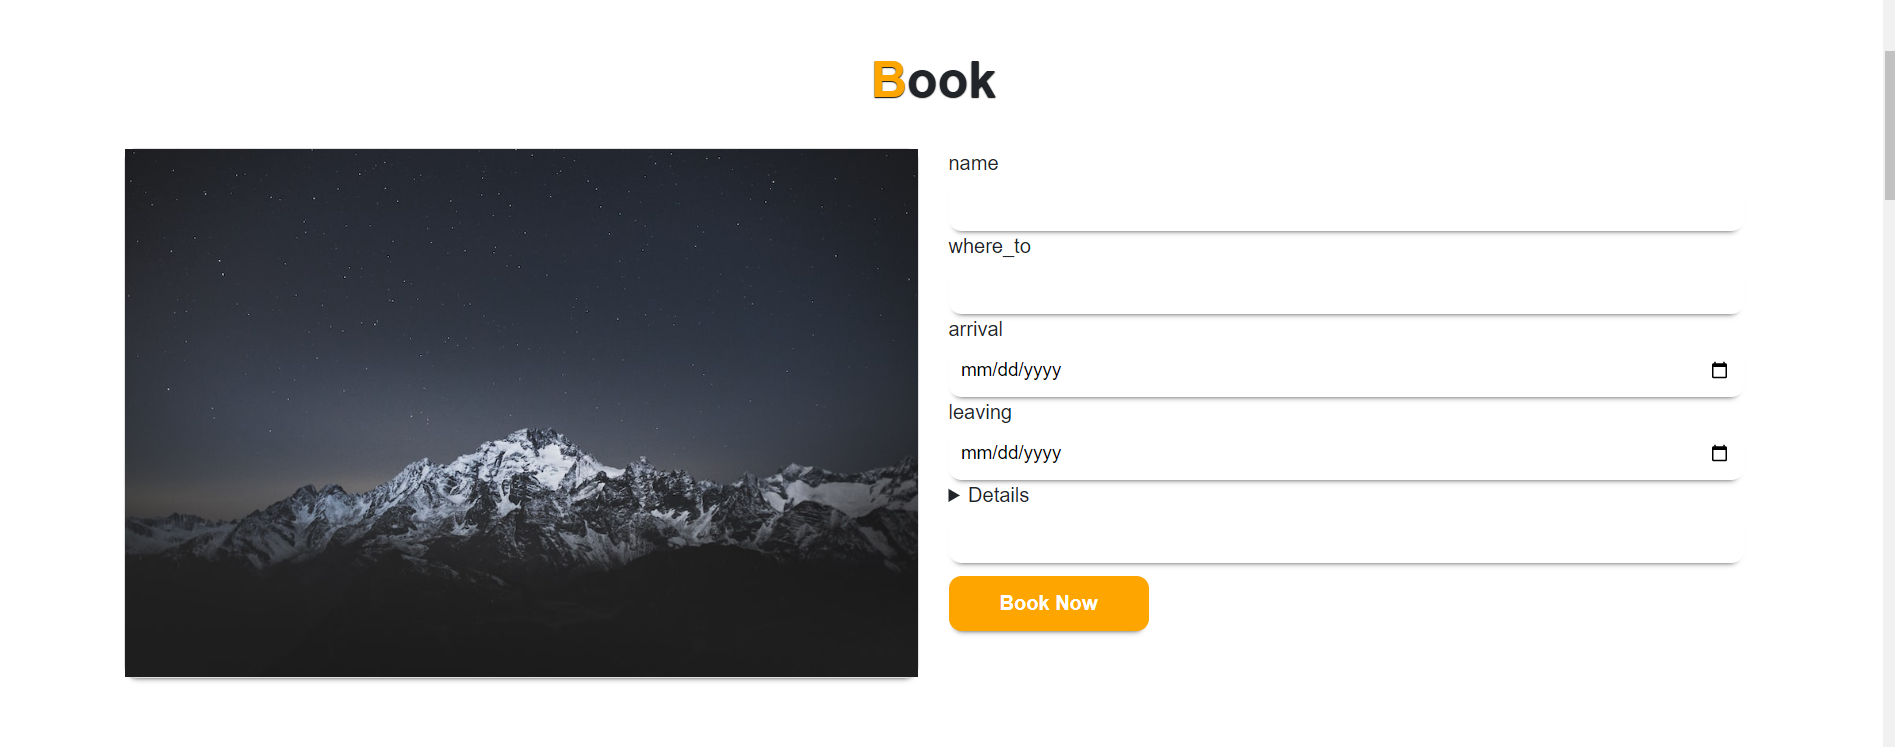 Book
name
where_to
arrival
mm/dd/yyyy
leaving
mm/dd/yyyy
Details
Book Now